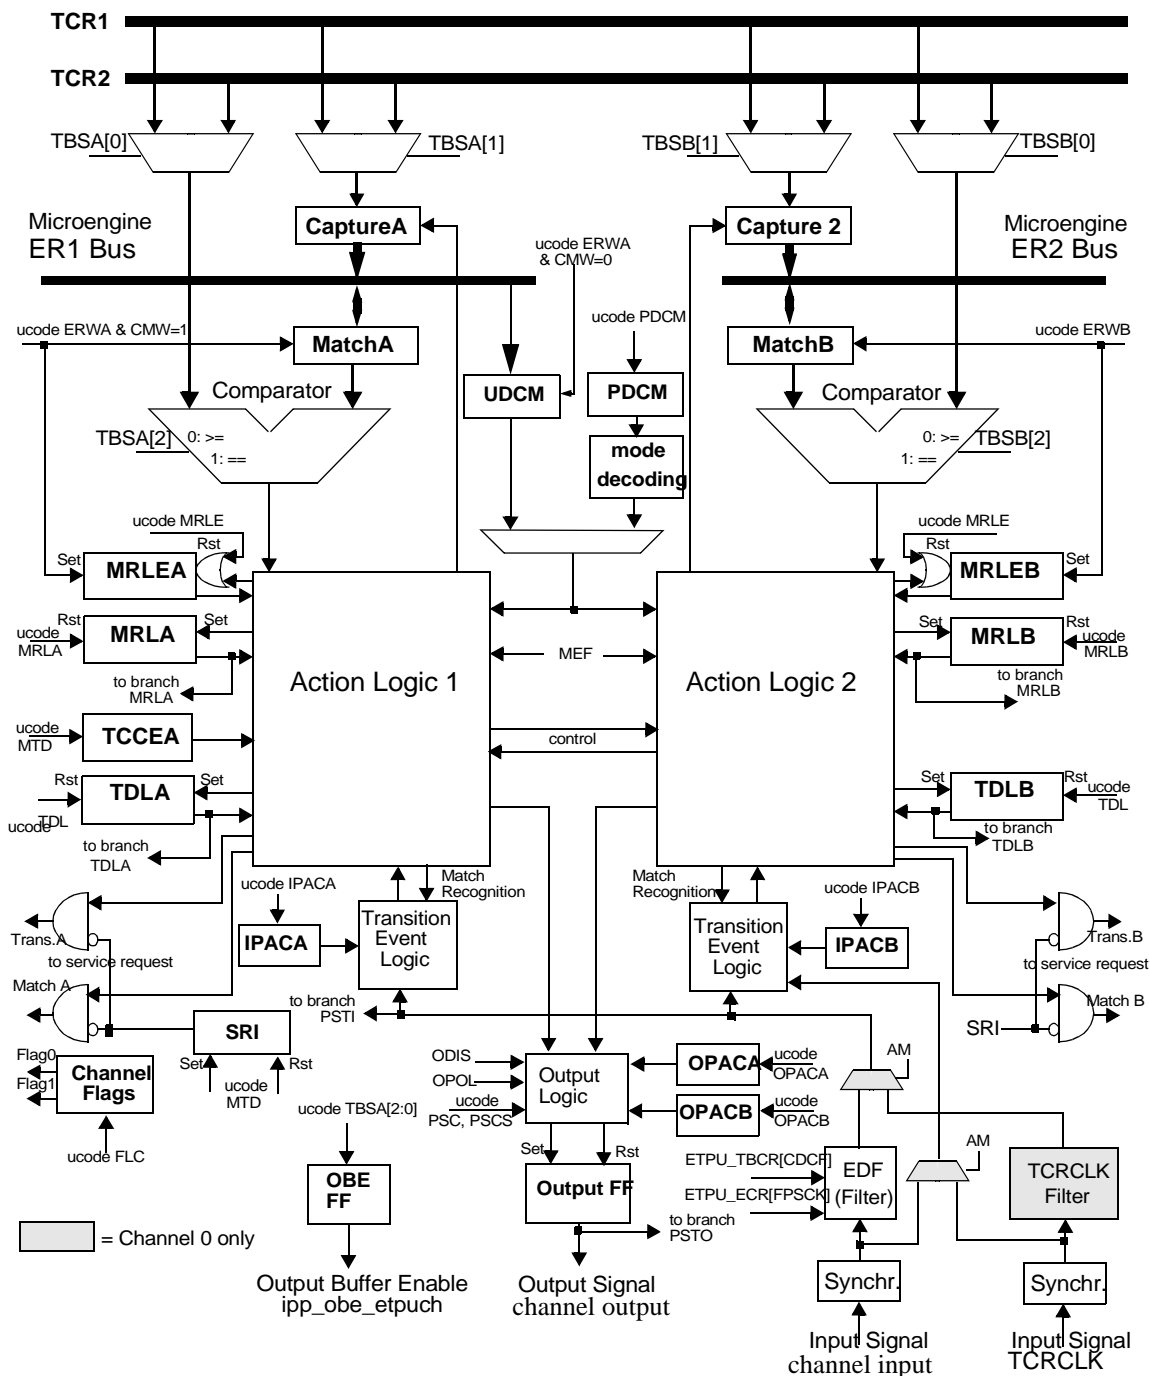 TCR1
TCR2
TBSA[0]
TBSA[1]
TBSB[1]
TBSB[0]
Microengine
ER1 Bus
CaptureA
ucode ERWA
& CMW=0
Capture 2
Microengine
ER2 Bus
ucode ERWA & CMW=1
MatchA
ucode PDCM
MatchB
ucode ERWB
Comparator
UDCM
PDCM
Comparator
TBSA[2]
0: >=
1: ==
mode
decoding
0: >=
1: ==
TBSB[2]
ucode MRLE
Rst
Set
MRLEA
ucode MRLE
Rst
MRLEB
Set
Rst
ucode
MRLA
MRLA
Set
to branch
MRLA
MEF
Set
MRLB
Rst
ucode
MRLB
to branch
MRLB
Action Logic 1
Action Logic 2
ucode
MTD
TCCEA
control
Rst
ucode
TDL
TDLA
Set
to branch
TDLA
Set
TDLB
Rst
ucode
TDL
to branch
TDLB
Match
Recognition
Match
Recognition
ucode IPACA
IPACA
Transition
Event
Logic
Transition
Event
Logic
ucode IPACB
IPACB
Trans.A
to service request
Match A
Trans.B
to service request
Match B
to branch
PSTI
SRI
SRI
Set
Rst
ucode
MTD
Flag0
Flag1
Channel
Flags
ucode FLC
ODIS
OPOL
ucode
PSC, PSCS
Output
Logic
OPACA
ucode
OPACA
OPACB
ucode
OPACB
AM
AM
ucode TBSA[2:0]
OBE
FF
Set
Rst
Output FF
ETPU_TBCR[CDCF]
ETPU_ECR[FPSCK]
EDF
(Filter)
TCRCLK
Filter
to branch
PSTO
= Channel 0 only
Synchr.
Synchr.
Output Buffer Enable
ipp_obe_etpuch
Output Signal
channel output
Input Signal
channel input
Input Signal
TCRCLK